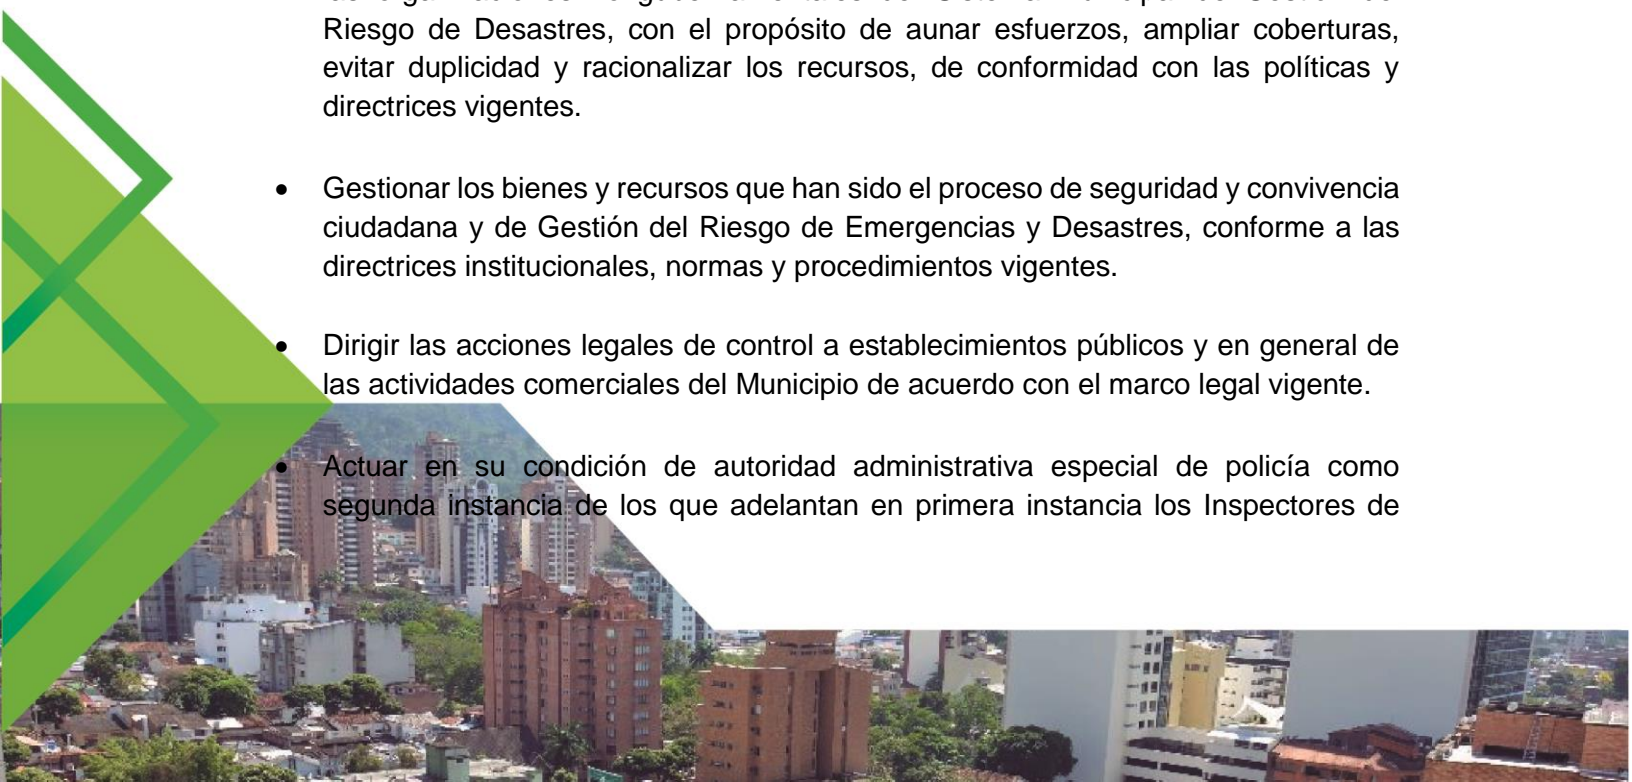 Riesgo de Desastres, con el propósito de aunar esfuerzos, ampliar coberturas,
evitar duplicidad y racionalizar los recursos, de conformidad con las políticas y
directrices vigentes.
• Gestionar los bienes y recursos que han sido el proceso de seguridad y convivencia
ciudadana y de Gestión del Riesgo de Emergencias y Desastres, conforme a las
directrices institucionales, normas y procedimientos vigentes.
• Dirigir las acciones legales de control a establecimientos públicos y en general de
las actividades comerciales del Municipio de acuerdo con el marco legal vigente.
• Actuar en su condición de autoridad administrativa especial de policía como
segunda instancia de los que adelantan en primera instancia los Inspectores de